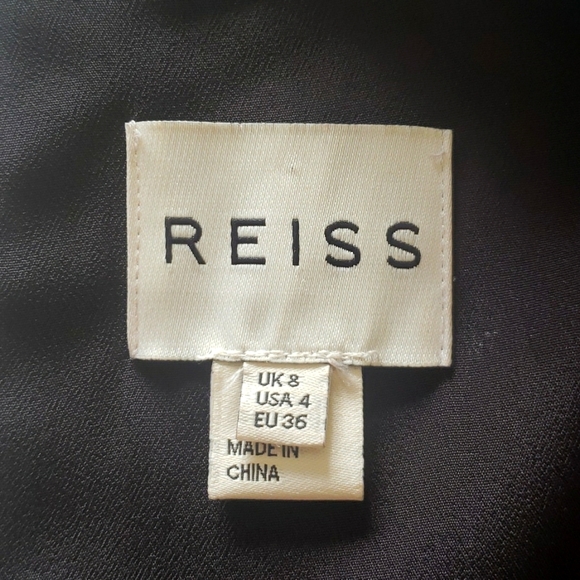 REISS
UK 8
USA 4
EU 36
MADE IN
CHINA